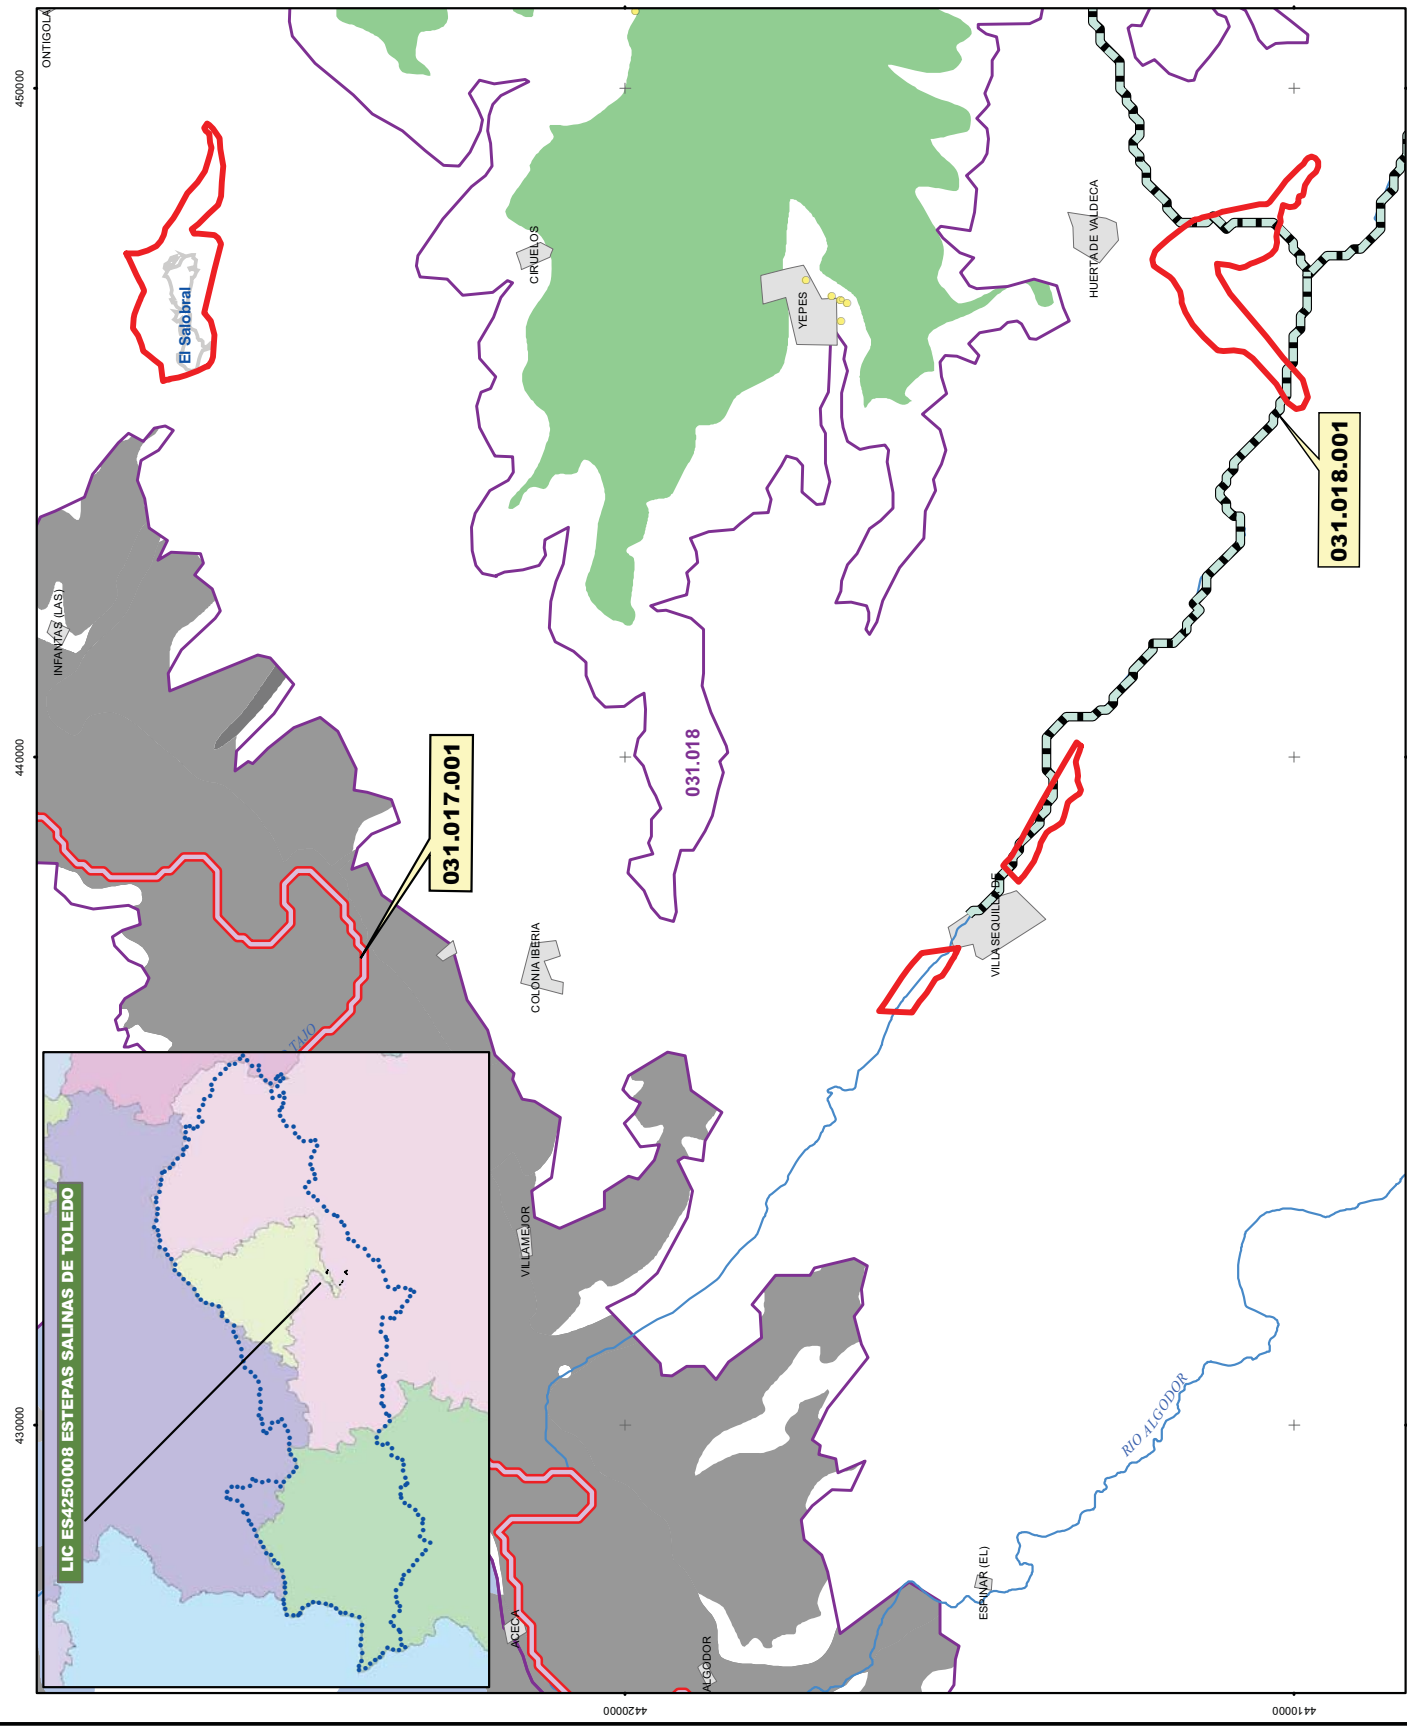 LIC ES4250008 ESTEPAS SALINAS DE TOLEDO
ONTIGOLA
450000
440000
430000
El Salobral
INFANTAS (LAS)
CIRUELOS
YEPES
HUERTA DE VALDECA
031.018.001
031.017.001
031.018
COLONIA IBERIA
VILLASEQUILLA DE
TAJO
VILLAMEJOR
RIO ALGODOR
ESPINAR (EL)
ACECA
ALGODOR
4420000
4410000